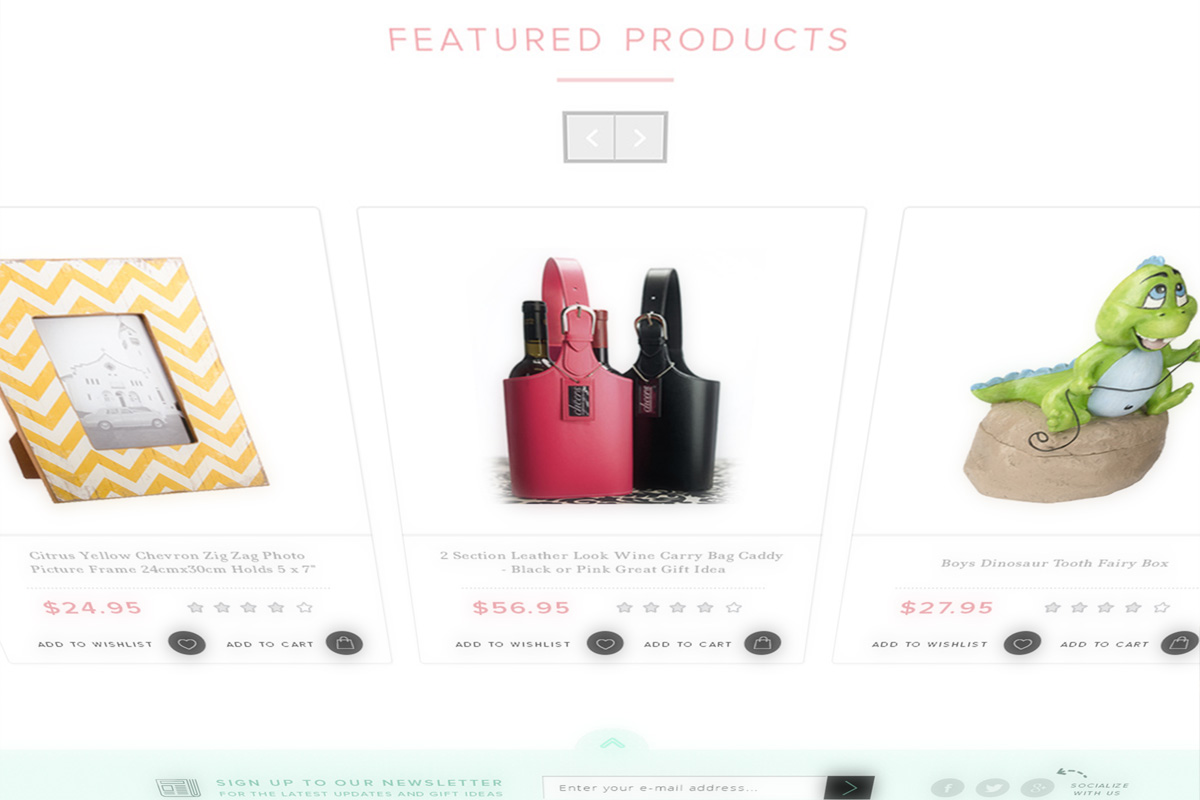 FEATURED PRODUCTS
Citrus Yellow Chevron Zig Zag Photo
Picture Frame 24cmx30cm Holds 5 x 7"
$24.95
ADD TO WISHLIST
ADD TO CART
cheers
cheers
2 Section Leather Look Wine Carry Bag Caddy
- Black or Pink Great Gift Idea
$56.95
ADD TO WISHLIST
ADD TO CART
Boys Dinosaur Tooth Fairy Box
$27.95
ADD TO WISHLIST
ADD TO CART
SIGN UP TO OUR NEWSLETTER
FOR THE LATEST UPDATES AND GIFT IDEAS
Enter your e-mail address...
SOCIALIZE
WITH US